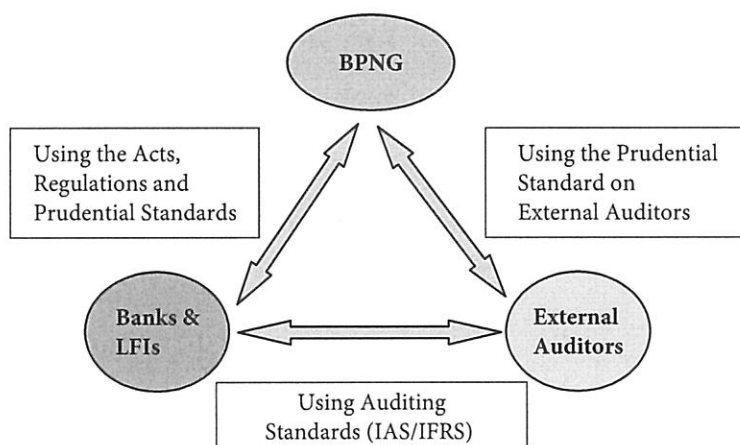 BPNG
Using the Acts,
Regulations and
Prudential Standards
Using the Prudential
Standard on
External Auditors
Banks &
LFIs
External
Auditors
Using Auditing
Standards (IAS/IFRS)